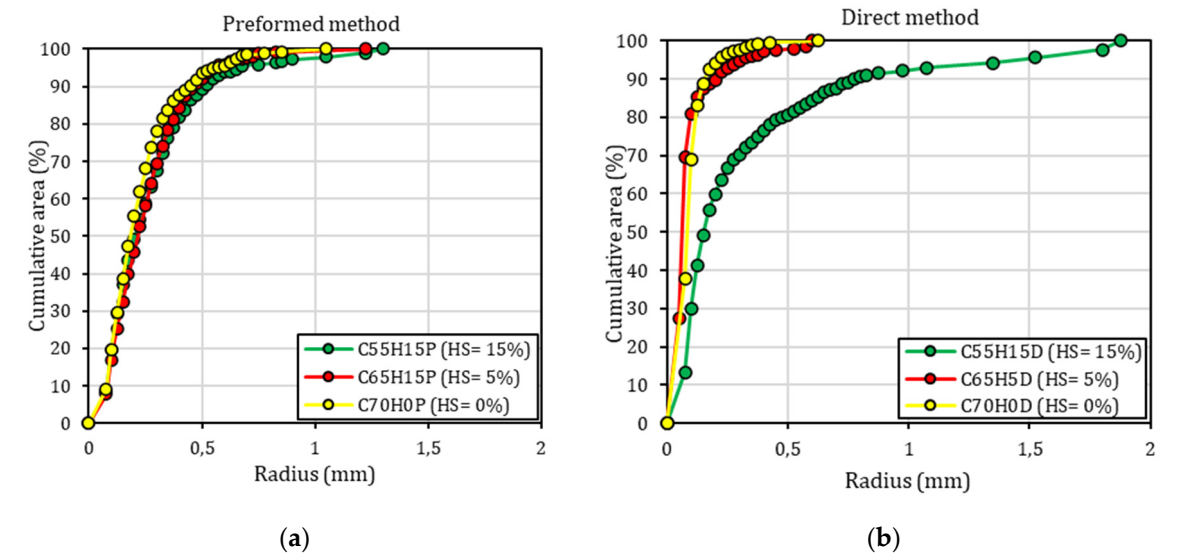 Preformed method
100
90
80
70
60
50
40
30
20
10
0
Cumulative area (%)
0 0,5 1 1,5 2
Radius (mm)
C55H15P (HS= 15%)
C65H15P (HS= 5%)
C70H0P (HS= 0%)
(a)
Direct method
100
90
80
70
60
50
40
30
20
10
0
Cumulative area (%)
0 0,5 1 1,5 2
Radius (mm)
C55H15D (HS= 15%)
C65H5D (HS= 5%)
C70H0D (HS= 0%)
(b)